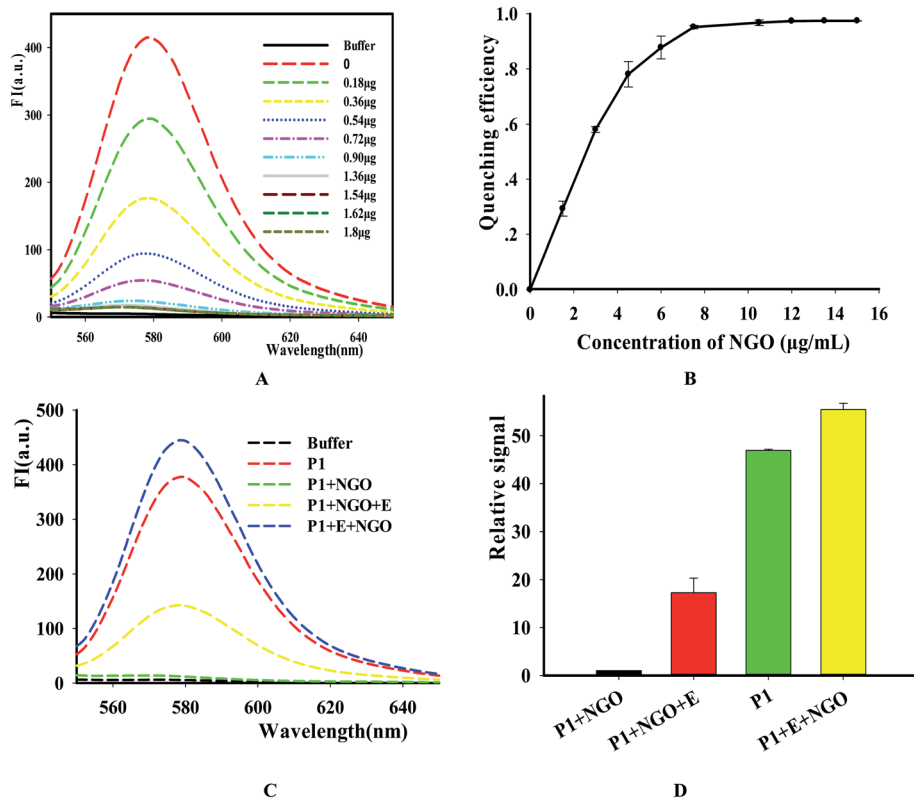 FI(a.u.)
400
300
200
100
0
560
580
600
620
640
Wavelength(nm)
Buffer
0
0.18μg
0.36μg
0.54μg
0.72μg
0.90μg
1.36μg
1.54μg
1.62μg
1.8μg
A
Quenching efficiency
1.0
.8
.6
.4
.2
0.0
0
2
4
6
8
10
12
14
16
Concentration of NGO (μg/mL)
B
FI(a.u.)
500
400
300
200
100
0
560
580
600
620
640
Wavelength(nm)
Buffer
P1
P1+NGO
P1+NGO+E
P1+E+NGO
C
Relative signal
50
40
30
20
10
0
P1+NGO
P1+NGO+E
P1
P1+E+NGO
D